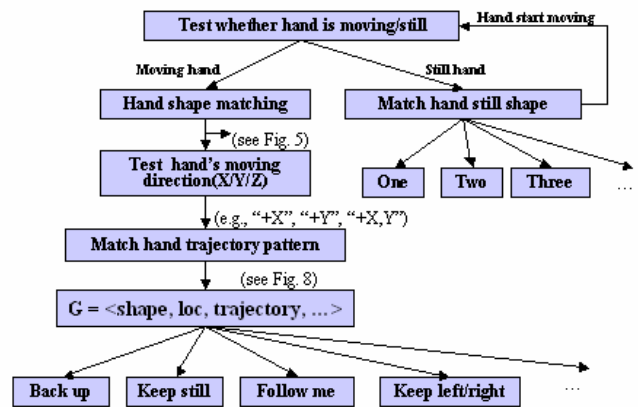 Test whether hand is moving/still
Hand start moving
Moving hand
Still hand
Hand shape matching
Match hand still shape
(see Fig. 5)
Test hand's moving
direction(X/Y/Z)
One
Two
Three
...
(e.g., “+X”, “+Y”, “+X,Y”)
Match hand trajectory pattern
(see Fig. 8)
G = <shape, loc, trajectory, ...>
Back up
Keep still
Follow me
Keep left/right
...